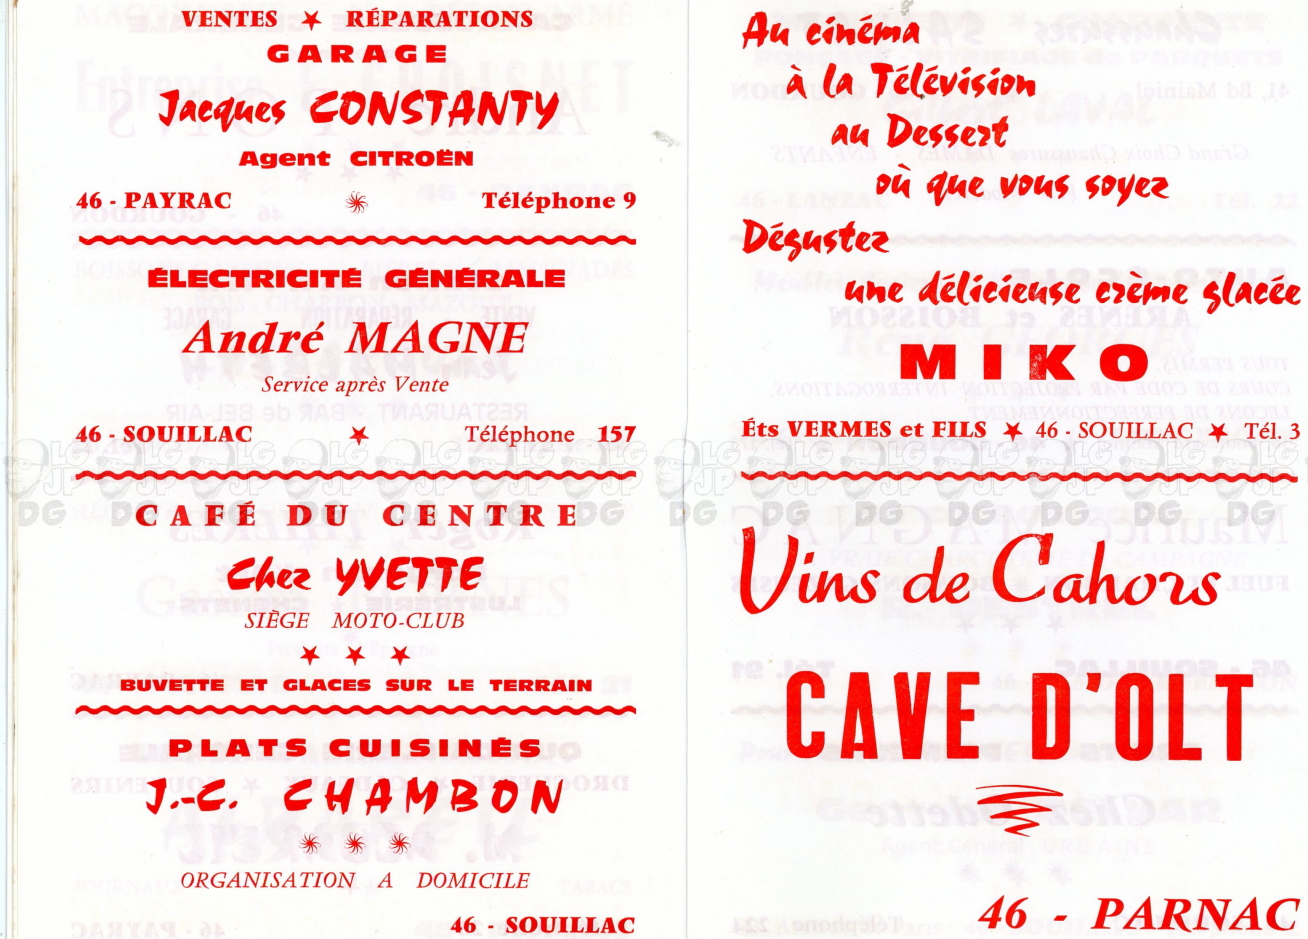 VENTES ★ RÉPARATIONS
GARAGE
Jacques CONSTANTY
Agent CITROËN
46 - PAYRAC Téléphone 9
ÉLECTRICITÉ GÉNÉRALE
André MAGNE
Service après Vente
46 - SOUILLAC ★ Téléphone 157
CAFÉ DU CENTRE
Chez YVETTE
SIÈGE MOTO-CLUB
★ ★ ★
BUVETTE ET GLACES SUR LE TERRAIN
PLATS CUISINÉS
J.-C. CHAMBON
ORGANISATION A DOMICILE
46 - SOUILLAC
Au cinéma
à la Télévision
au Dessert
où que vous soyez
Dégustez
une délicieuse crème glacée
MIKO
Éts VERMES et FILS ★ 46 - SOUILLAC ★ Tél. 3
Vins de Cahors
CAVE D'OLT
46 - PARNAC
LG JP DG